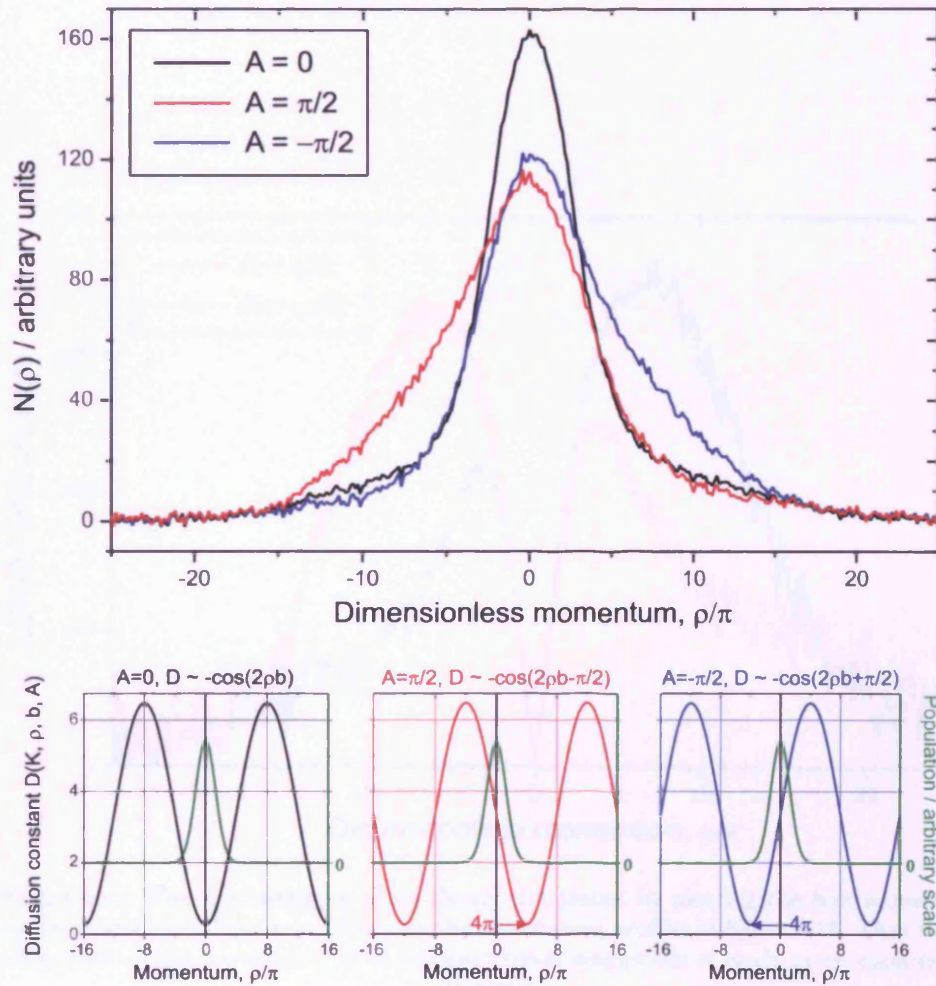 160
120
80
40
0
N(ρ) / arbitrary units
A = 0
A = π/2
A = −π/2
-20 -10 0 10 20
Dimensionless momentum, ρ/π
A=0, D ~ -cos(2ρb)
A=π/2, D ~ -cos(2ρb-π/2)
A=-π/2, D ~ -cos(2ρb+π/2)
Diffusion constant D(K, ρ, b, A)
6
4
2
0
0
0
0
4π
4π
Population / arbitrary scale
-16 -8 0 8 16
-16 -8 0 8 16
-16 -8 0 8 16
Momentum, ρ/π
Momentum, ρ/π
Momentum, ρ/π